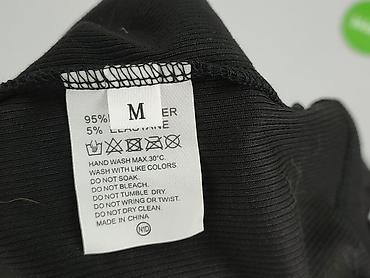 M
95%
5% ELASTANE
HAND WASH MAX.30°C.
WASH WITH LIKE COLORS.
DO NOT SOAK.
DO NOT BLEACH.
DO NOT TUMBLE DRY.
DO NOT WRING OR TWIST.
DO NOT DRY CLEAN.
MADE IN CHINA